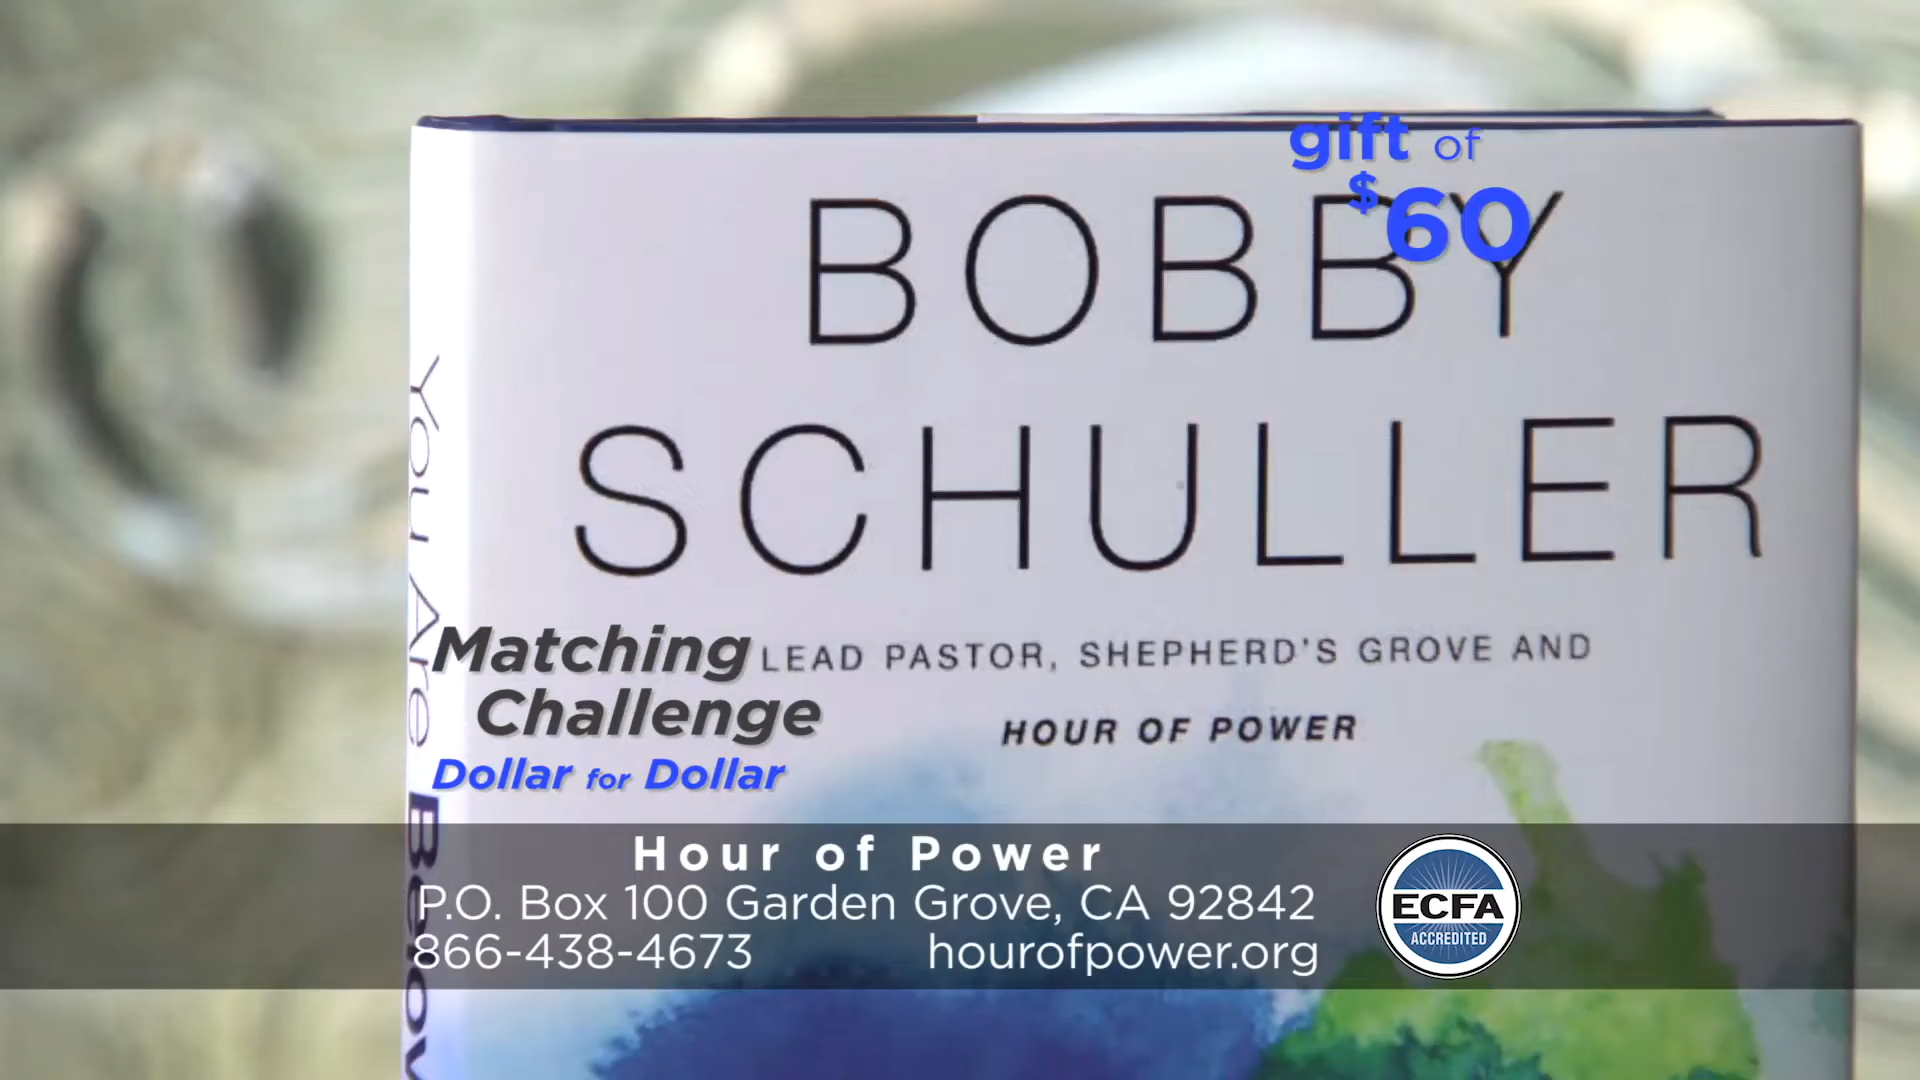 gift of
$60
BOBBY
SCHULLER
LEAD PASTOR, SHEPHERD'S GROVE AND
HOUR OF POWER
You Are Belov
Matching
Challenge
Dollar for Dollar
Hour of Power
P.O. Box 100 Garden Grove, CA 92842
866-438-4673 hourofpower.org
ECFA
ACCREDITED